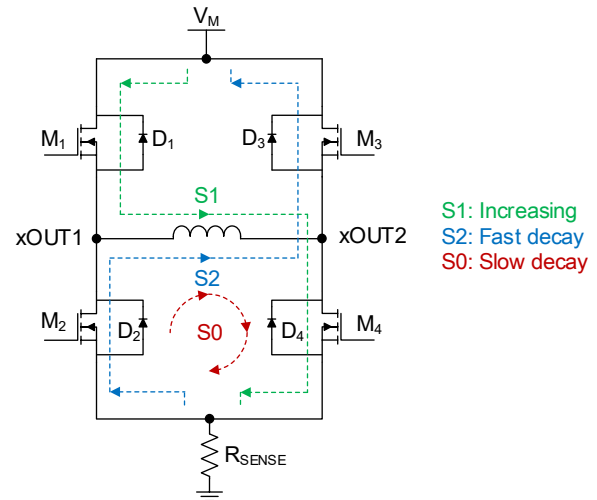 VM
M1
D1
D3
M3
S1
S1: Increasing
xOUT1
xOUT2
S2: Fast decay
S2
S0: Slow decay
M2
D2
S0
D4
M4
RSENSE